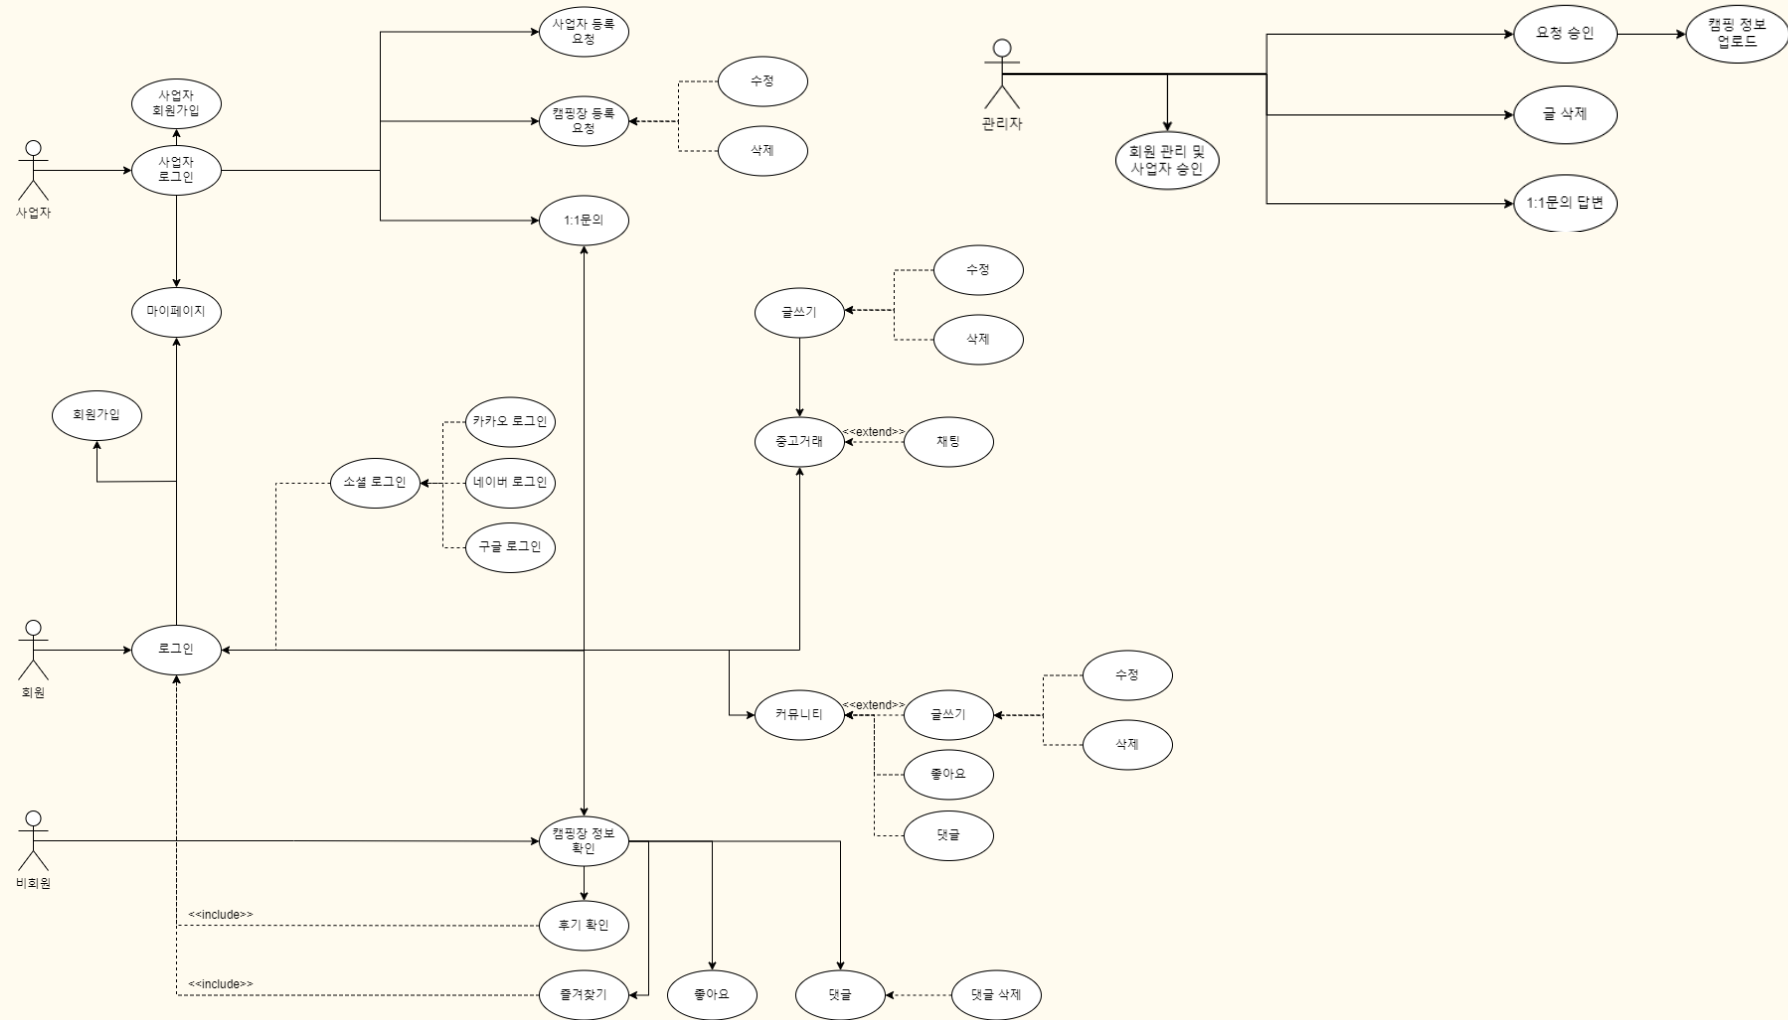 사업자 등록
요청
요청 승인
캠핑 정보
업로드
수정
사업자
회원가입
캠핑장 등록
요청
글 삭제
관리자
삭제
회원 관리 및
사업자 승인
사업자
로그인
사업자
1:1문의
1:1문의 답변
수정
마이페이지
글쓰기
삭제
회원가입
카카오 로그인
중고거래
<<extend>>
채팅
소셜 로그인
네이버 로그인
구글 로그인
로그인
회원
수정
커뮤니티
<<extend>>
글쓰기
삭제
좋아요
댓글
캠핑장 정보
확인
비회원
<<include>>
후기 확인
<<include>>
즐겨찾기
좋아요
댓글
댓글 삭제